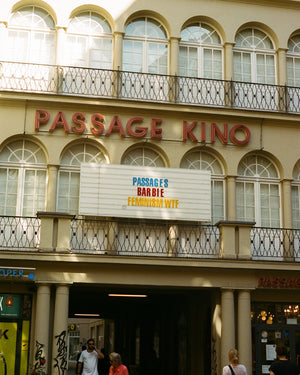 PASSAGE KINO
PASSAGES
BARBIE
FEMINISM WTF